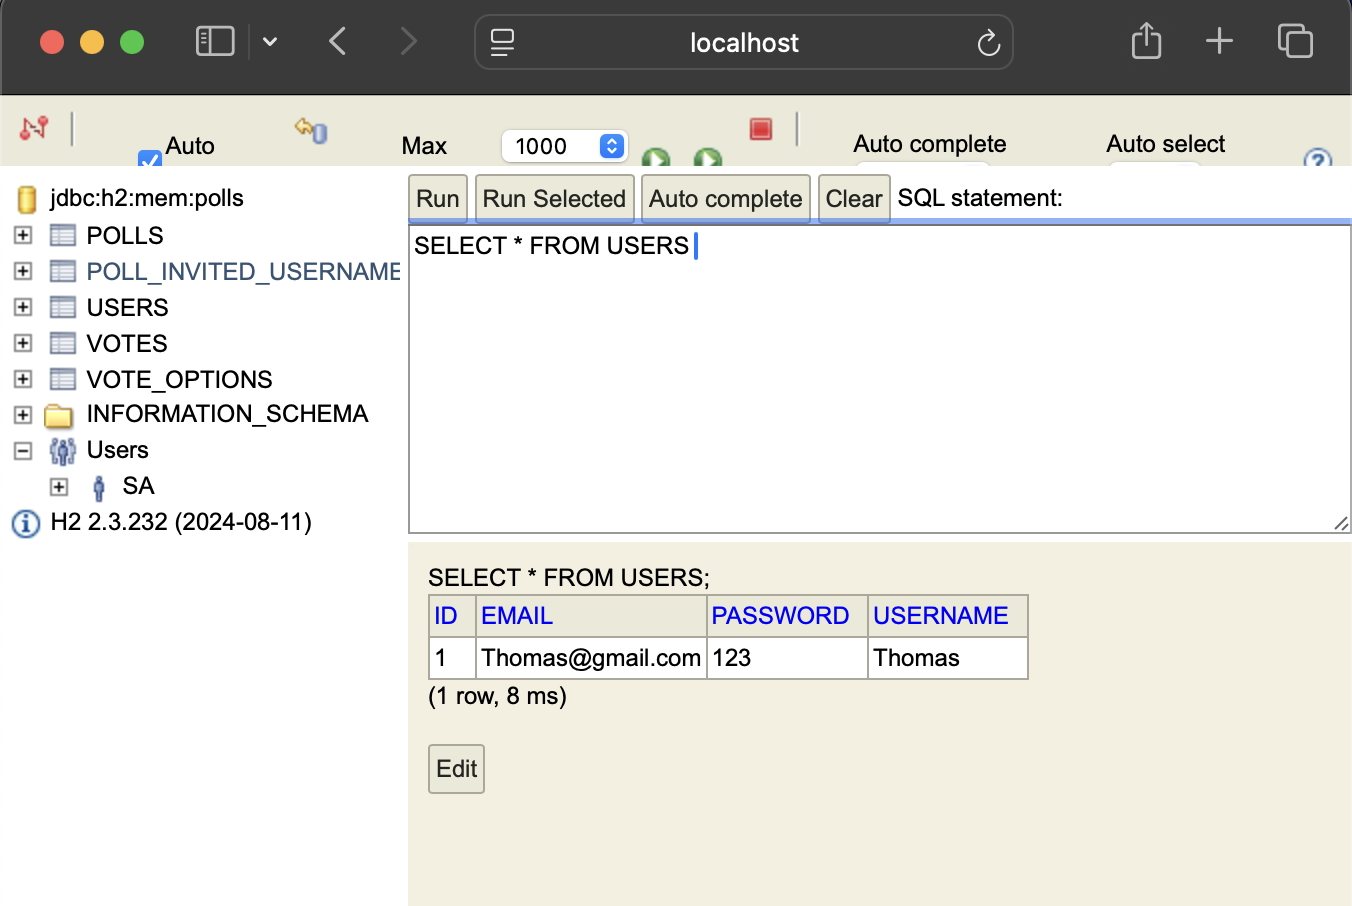 localhost
Auto
Max
1000
Auto complete
Auto select
jdbc:h2:mem:polls
POLLS
POLL_INVITED_USERNAME
USERS
VOTES
VOTE_OPTIONS
INFORMATION_SCHEMA
Users
SA
H2 2.3.232 (2024-08-11)
Run Run Selected Auto complete Clear SQL statement:
SELECT * FROM USERS
SELECT * FROM USERS;
ID EMAIL PASSWORD USERNAME
1 Thomas@gmail.com 123 Thomas
(1 row, 8 ms)
Edit